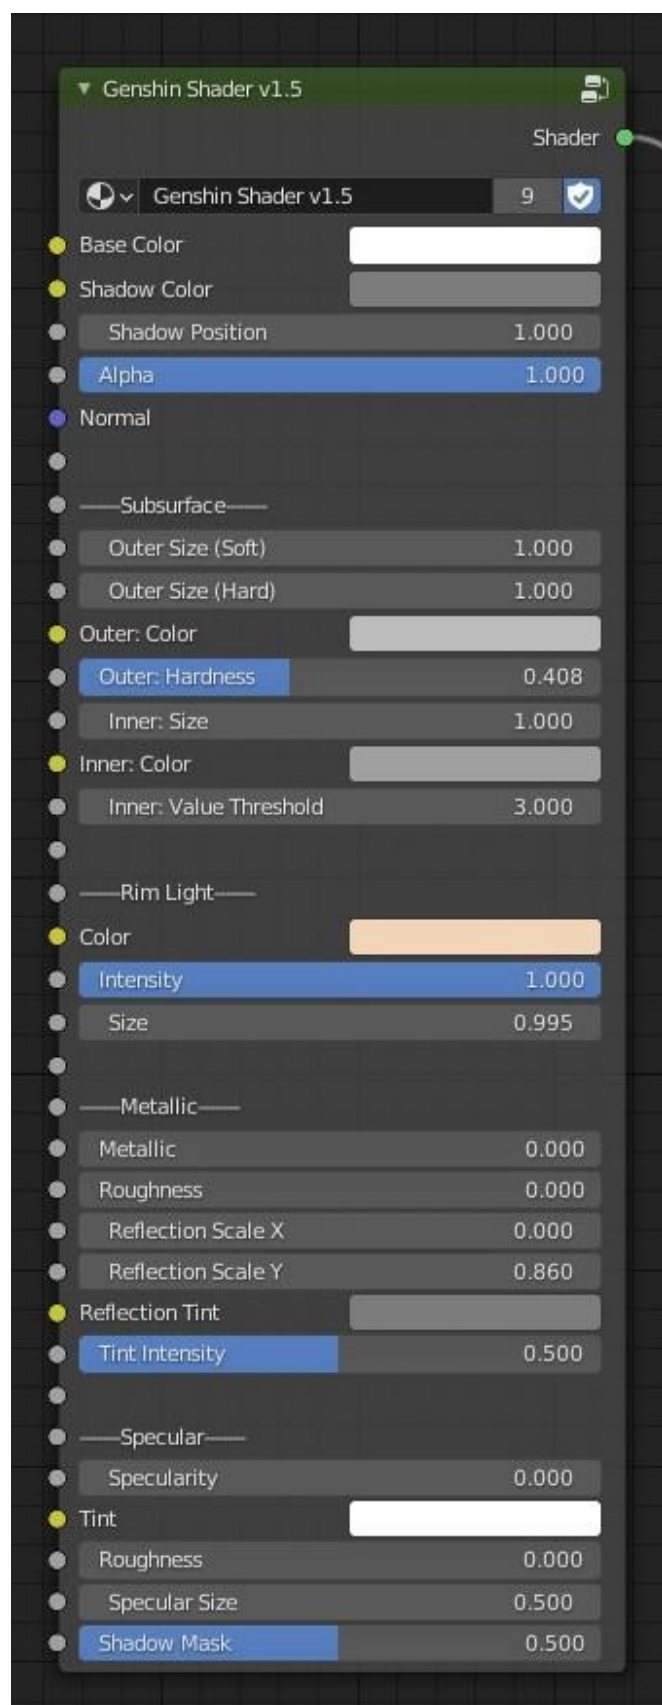 Genshin Shader v1.5
Shader
Genshin Shader v1.5 9
Base Color
Shadow Color
Shadow Position 1.000
Alpha 1.000
Normal
——Subsurface——
Outer Size (Soft) 1.000
Outer Size (Hard) 1.000
Outer: Color
Outer: Hardness 0.408
Inner: Size 1.000
Inner: Color
Inner: Value Threshold 3.000
——Rim Light——
Color
Intensity 1.000
Size 0.995
——Metallic——
Metallic 0.000
Roughness 0.000
Reflection Scale X 0.000
Reflection Scale Y 0.860
Reflection Tint
Tint Intensity 0.500
——Specular——
Specularity 0.000
Tint
Roughness 0.000
Specular Size 0.500
Shadow Mask 0.500